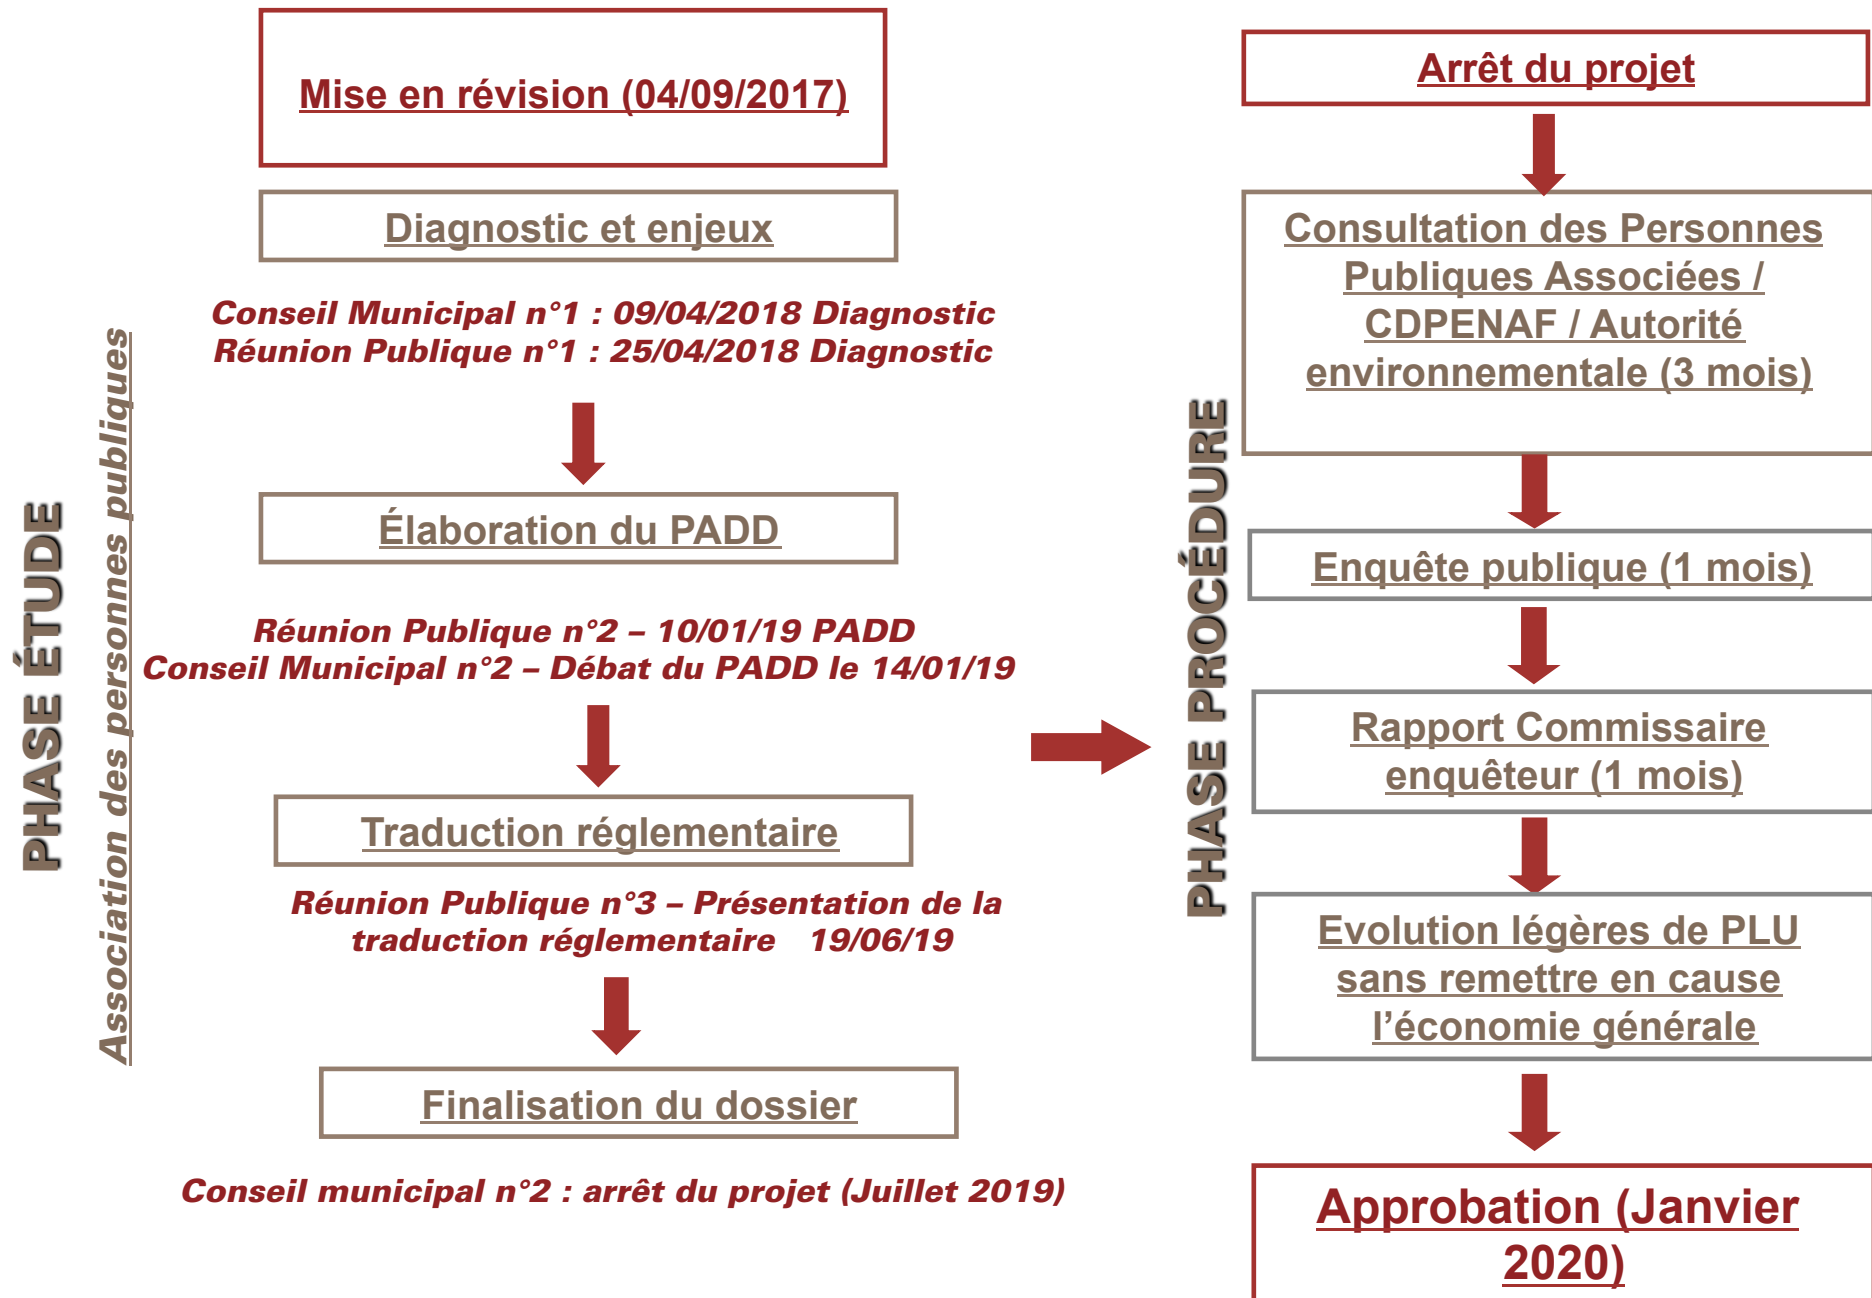 PHASE ÉTUDE
Association des personnes publiques
Mise en révision (04/09/2017)
Diagnostic et enjeux
Conseil Municipal n°1 : 09/04/2018 Diagnostic
Réunion Publique n°1 : 25/04/2018 Diagnostic
Élaboration du PADD
Réunion Publique n°2 – 10/01/19 PADD
Conseil Municipal n°2 – Débat du PADD le 14/01/19
Traduction réglementaire
Réunion Publique n°3 – Présentation de la
traduction réglementaire 19/06/19
Finalisation du dossier
Conseil municipal n°2 : arrêt du projet (Juillet 2019)
PHASE PROCÉDURE
Arrêt du projet
Consultation des Personnes
Publiques Associées /
CDPENAF / Autorité
environnementale (3 mois)
Enquête publique (1 mois)
Rapport Commissaire
enquêteur (1 mois)
Evolution légères de PLU
sans remettre en cause
l’économie générale
Approbation (Janvier
2020)